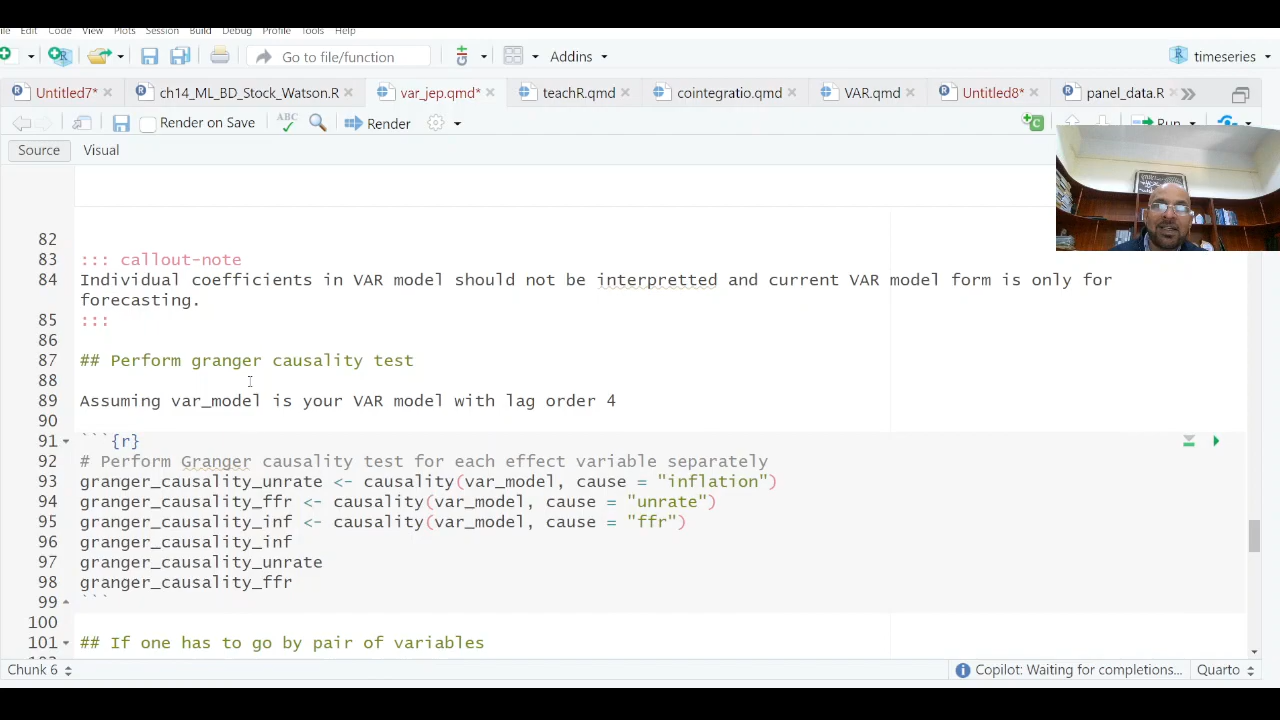 File Edit Code View Plots Session Build Debug Profile Tools Help
Go to file/function
Addins
timeseries
Untitled7*
ch14_ML_BD_Stock_Watson.R
var_jep.qmd*
teachR.qmd
cointegratio.qmd
VAR.qmd
Untitled8*
panel_data.R
Render on Save
ABC
Render
Run
Source
Visual
82
83 ::: callout-note
84 Individual coefficients in VAR model should not be interpretted and current VAR model form is only for
forecasting.
85 :::
86
87 ## Perform granger causality test
88
89 Assuming var_model is your VAR model with lag order 4
90
91 ```{r}
92 # Perform Granger causality test for each effect variable separately
93 granger_causality_unrate <- causality(var_model, cause = "inflation")
94 granger_causality_ffr <- causality(var_model, cause = "unrate")
95 granger_causality_inf <- causality(var_model, cause = "ffr")
96 granger_causality_inf
97 granger_causality_unrate
98 granger_causality_ffr
99 ```
100
101 ## If one has to go by pair of variables
Chunk 6
Copilot: Waiting for completions...
Quarto